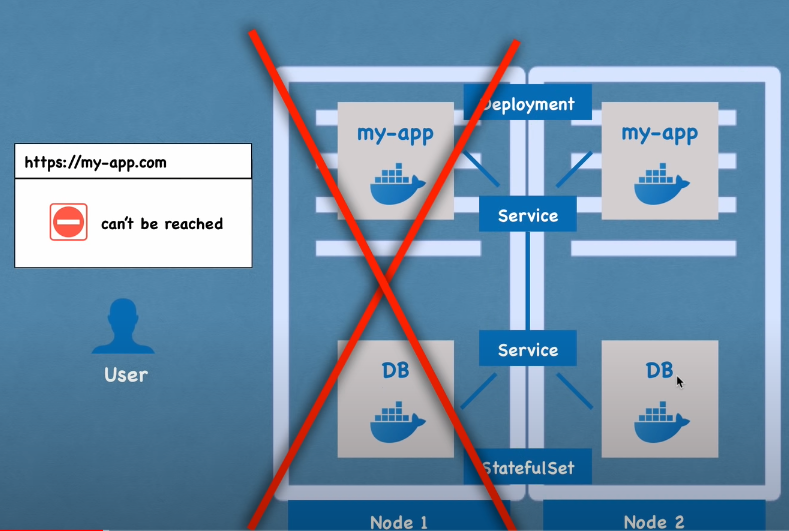 https://my-app.com
can't be reached
User
my-app
DB
Node 1
Deployment
Service
Service
StatefulSet
my-app
DB
Node 2